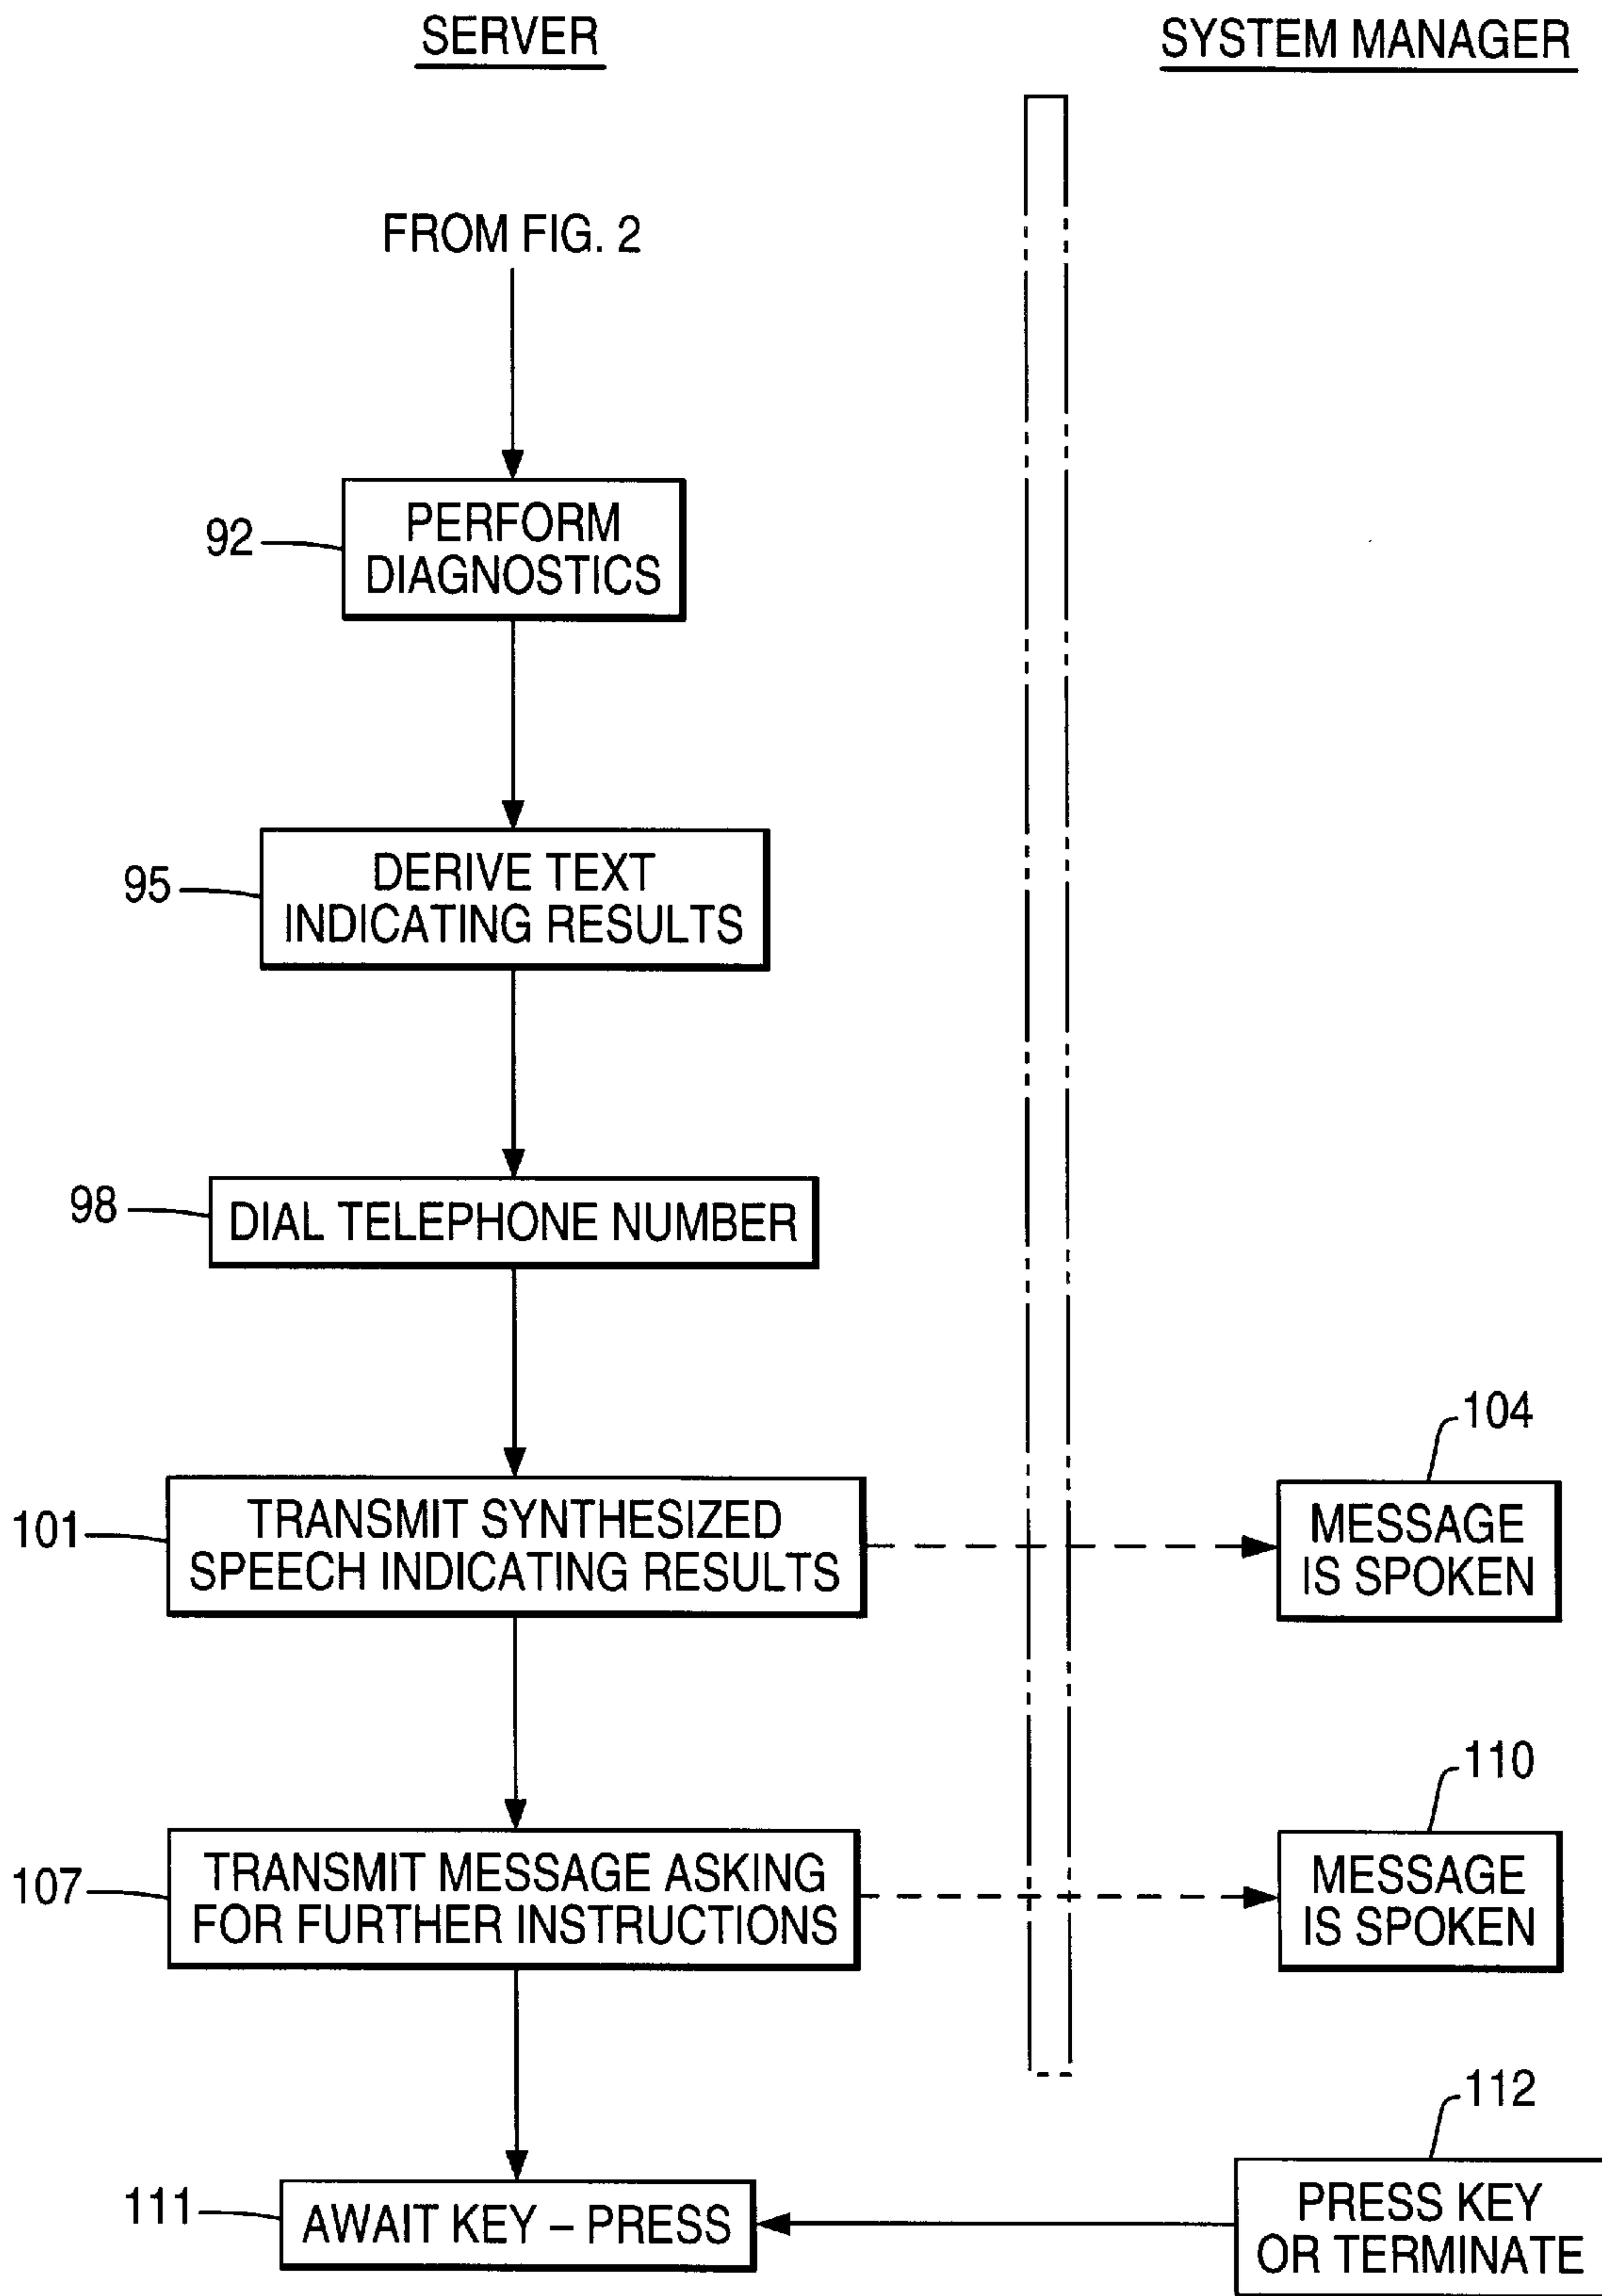 SERVER
SYSTEM MANAGER
FROM FIG. 2
92
PERFORM
DIAGNOSTICS
95
DERIVE TEXT
INDICATING RESULTS
98
DIAL TELEPHONE NUMBER
101
TRANSMIT SYNTHESIZED
SPEECH INDICATING RESULTS
104
MESSAGE
IS SPOKEN
107
TRANSMIT MESSAGE ASKING
FOR FURTHER INSTRUCTIONS
110
MESSAGE
IS SPOKEN
111
AWAIT KEY – PRESS
112
PRESS KEY
OR TERMINATE